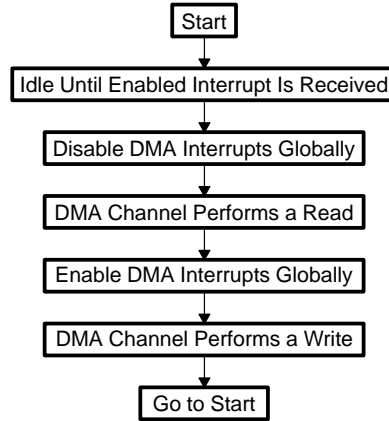 Start
Idle Until Enabled Interrupt Is Received
Disable DMA Interrupts Globally
DMA Channel Performs a Read
Enable DMA Interrupts Globally
DMA Channel Performs a Write
Go to Start